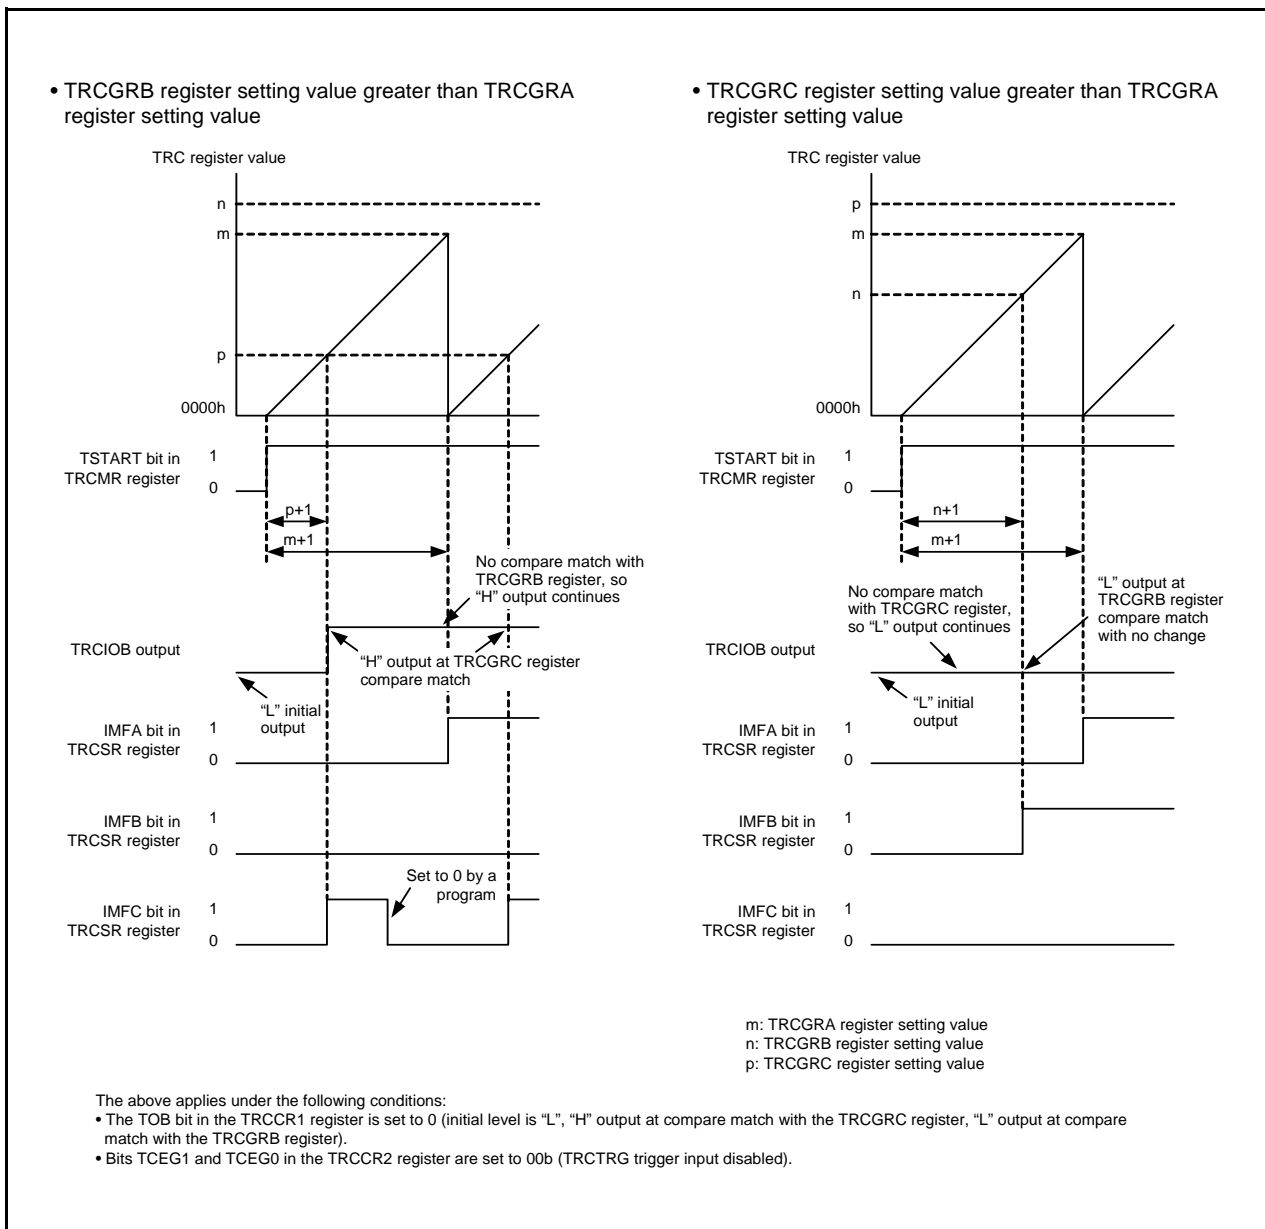 • TRCGRB register setting value greater than TRCGRA
register setting value
TRC register value
n
m
p
0000h
TSTART bit in
TRCMR register
1
0
p+1
m+1
No compare match with
TRCGRB register, so
“H” output continues
TRCIOB output
“H” output at TRCGRC register
compare match
“L” initial
output
IMFA bit in
TRCSR register
1
0
IMFB bit in
TRCSR register
1
0
Set to 0 by a
program
IMFC bit in
TRCSR register
1
0
• TRCGRC register setting value greater than TRCGRA
register setting value
TRC register value
p
m
n
0000h
TSTART bit in
TRCMR register
1
0
n+1
m+1
No compare match
with TRCGRC register,
so “L” output continues
“L” output at
TRCGRB register
compare match
with no change
TRCIOB output
“L” initial
output
IMFA bit in
TRCSR register
1
0
IMFB bit in
TRCSR register
1
0
IMFC bit in
TRCSR register
1
0
m: TRCGRA register setting value
n: TRCGRB register setting value
p: TRCGRC register setting value
The above applies under the following conditions:
• The TOB bit in the TRCCR1 register is set to 0 (initial level is “L”, “H” output at compare match with the TRCGRC register, “L” output at compare
match with the TRCGRB register).
• Bits TCEG1 and TCEG0 in the TRCCR2 register are set to 00b (TRCTRG trigger input disabled).